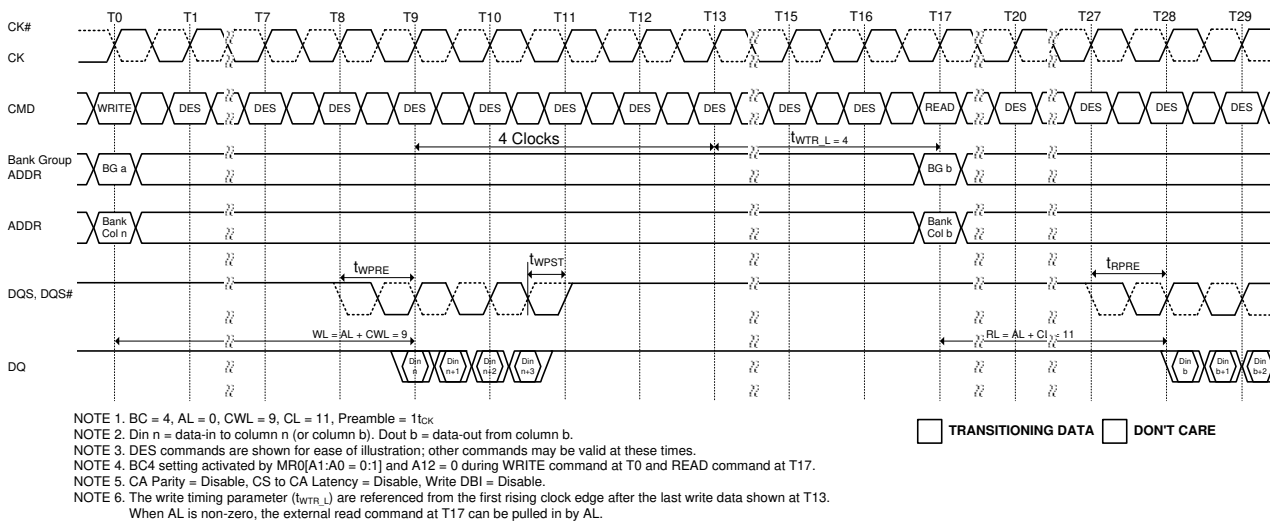 T0 T1 T7 T8 T9 T10 T11 T12 T13 T15 T16 T17 T20 T27 T28 T29
CK#
CK
CMD WRITE DES DES DES DES DES DES DES DES DES DES READ DES DES DES DES
4 Clocks tWTR_L = 4
Bank Group
ADDR
BG a BG b
ADDR
Bank
Col n
Bank
Col b
tWPRE tWPST tRPRE
DQS, DQS#
WL = AL + CWL = 9 RL = AL + CL = 11
DQ
Din
n
Din
n+1
Din
n+2
Din
n+3
Din
b
Din
b+1
Din
b+2
NOTE 1. BC = 4, AL = 0, CWL = 9, CL = 11, Preamble = 1tCK
NOTE 2. Din n = data-in to column n (or column b). Dout b = data-out from column b.
NOTE 3. DES commands are shown for ease of illustration; other commands may be valid at these times.
NOTE 4. BC4 setting activated by MR0[A1:A0 = 0:1] and A12 = 0 during WRITE command at T0 and READ command at T17.
NOTE 5. CA Parity = Disable, CS to CA Latency = Disable, Write DBI = Disable.
NOTE 6. The write timing parameter (tWTR_L) are referenced from the first rising clock edge after the last write data shown at T13.
When AL is non-zero, the external read command at T17 can be pulled in by AL.
TRANSITIONING DATA DON'T CARE